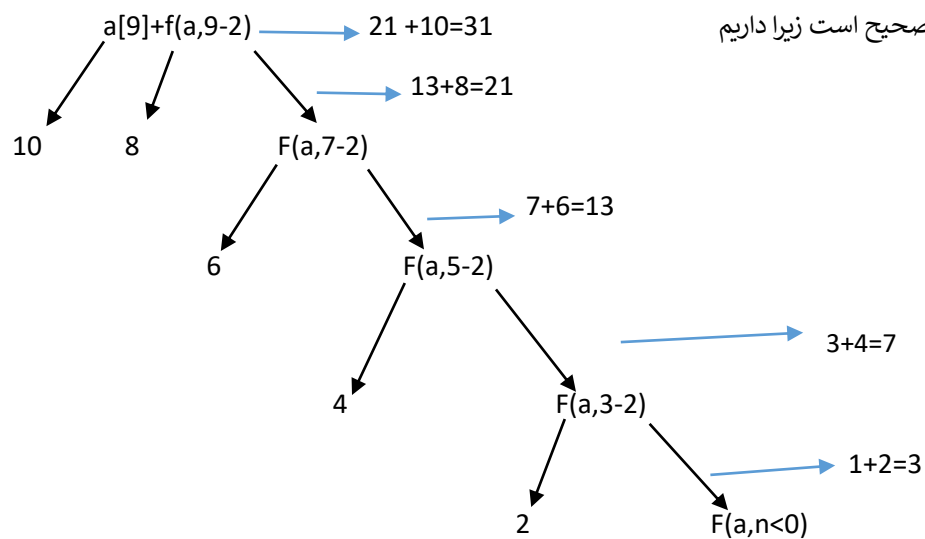 a[9]+f(a,9-2) 21 +10=31 صحیح است زیرا داریم
13+8=21
10 8 F(a,7-2)
7+6=13
6 F(a,5-2)
3+4=7
4 F(a,3-2)
1+2=3
2 F(a,n<0)